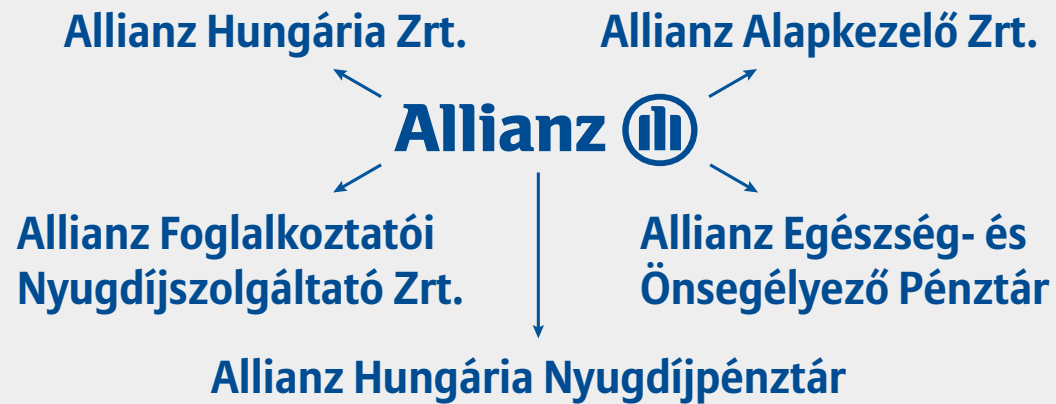 Allianz Hungária Zrt.
Allianz Alapkezelő Zrt.
Allianz
Allianz Foglalkoztatói
Nyugdíjszolgáltató Zrt.
Allianz Egészség- és
Önsegélyező Pénztár
Allianz Hungária Nyugdíjpénztár